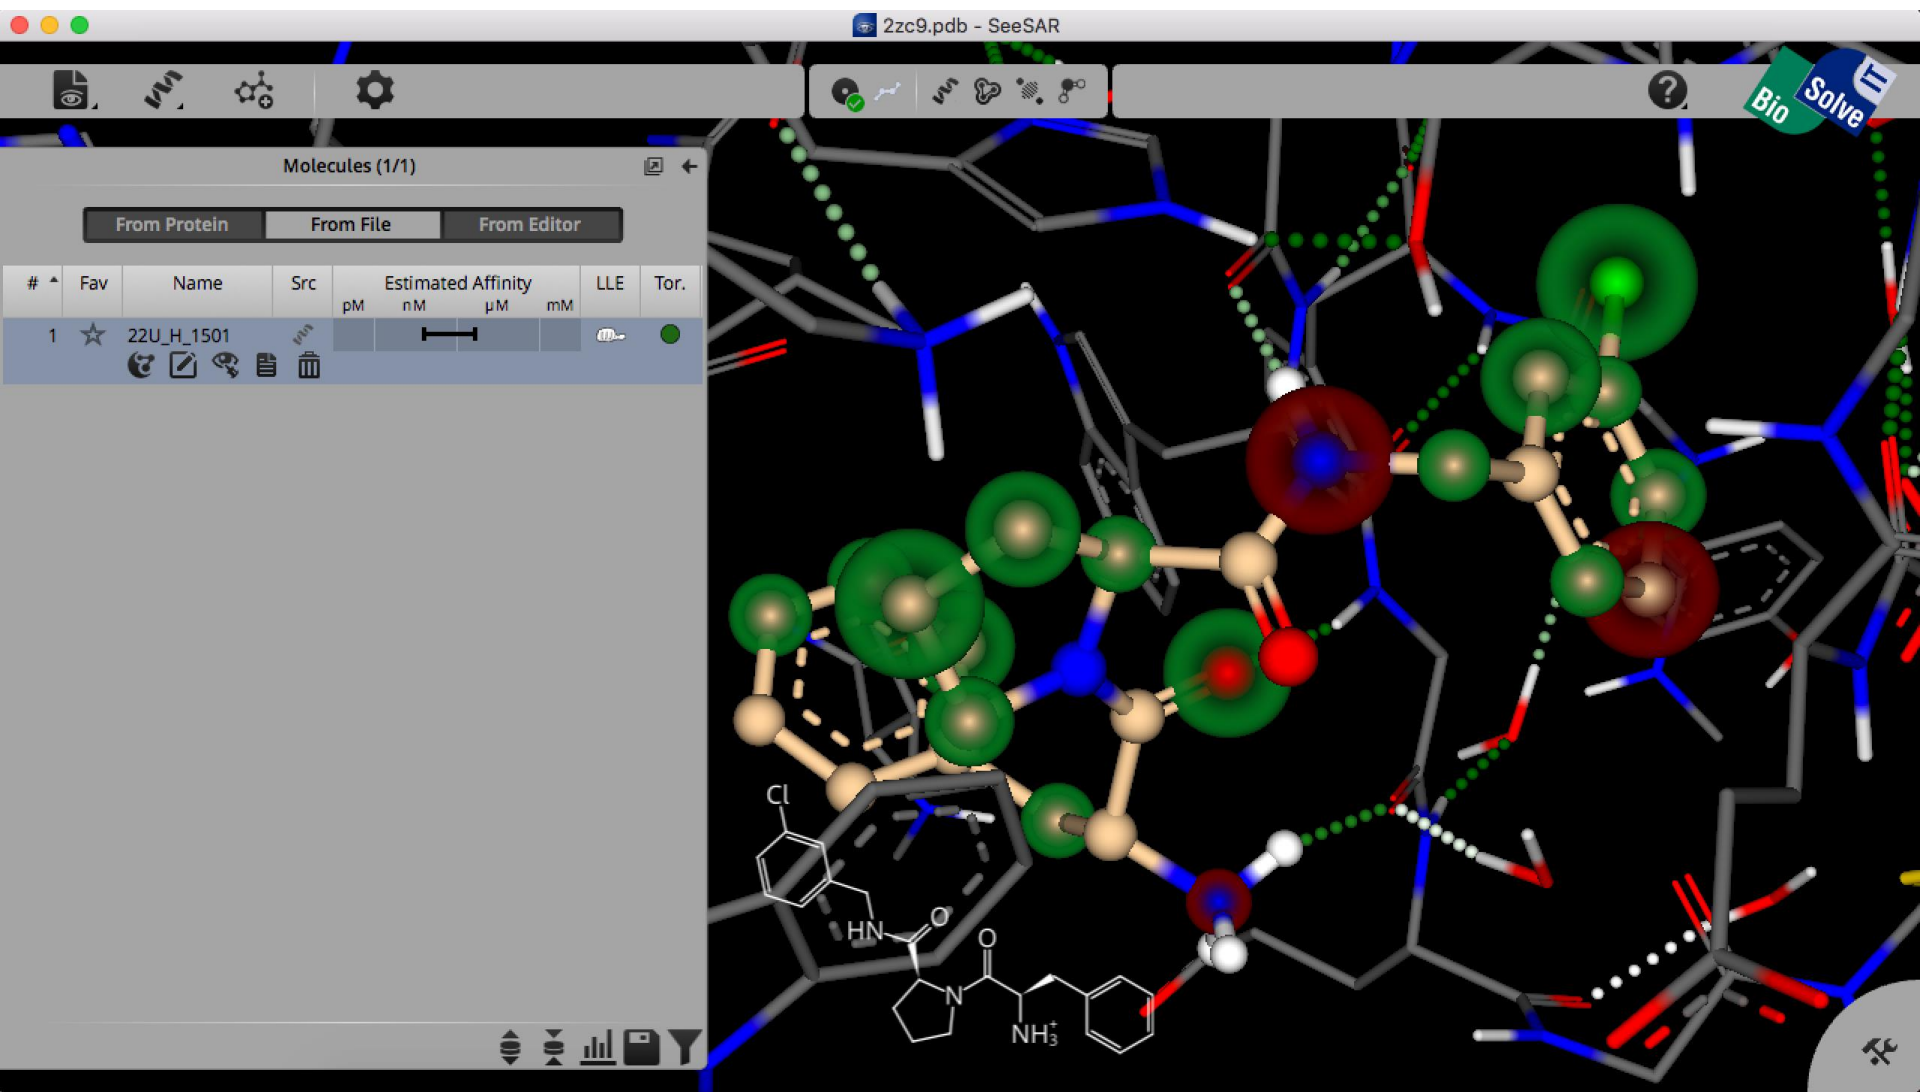 2zc9.pdb - SeeSAR
?
Bio Solve IT
Molecules (1/1)
From Protein From File From Editor
# Fav Name Src Estimated Affinity LLE Tor.
pM nM µM mM
1 22U_H_1501
Cl
HN O
O
N
NH3+